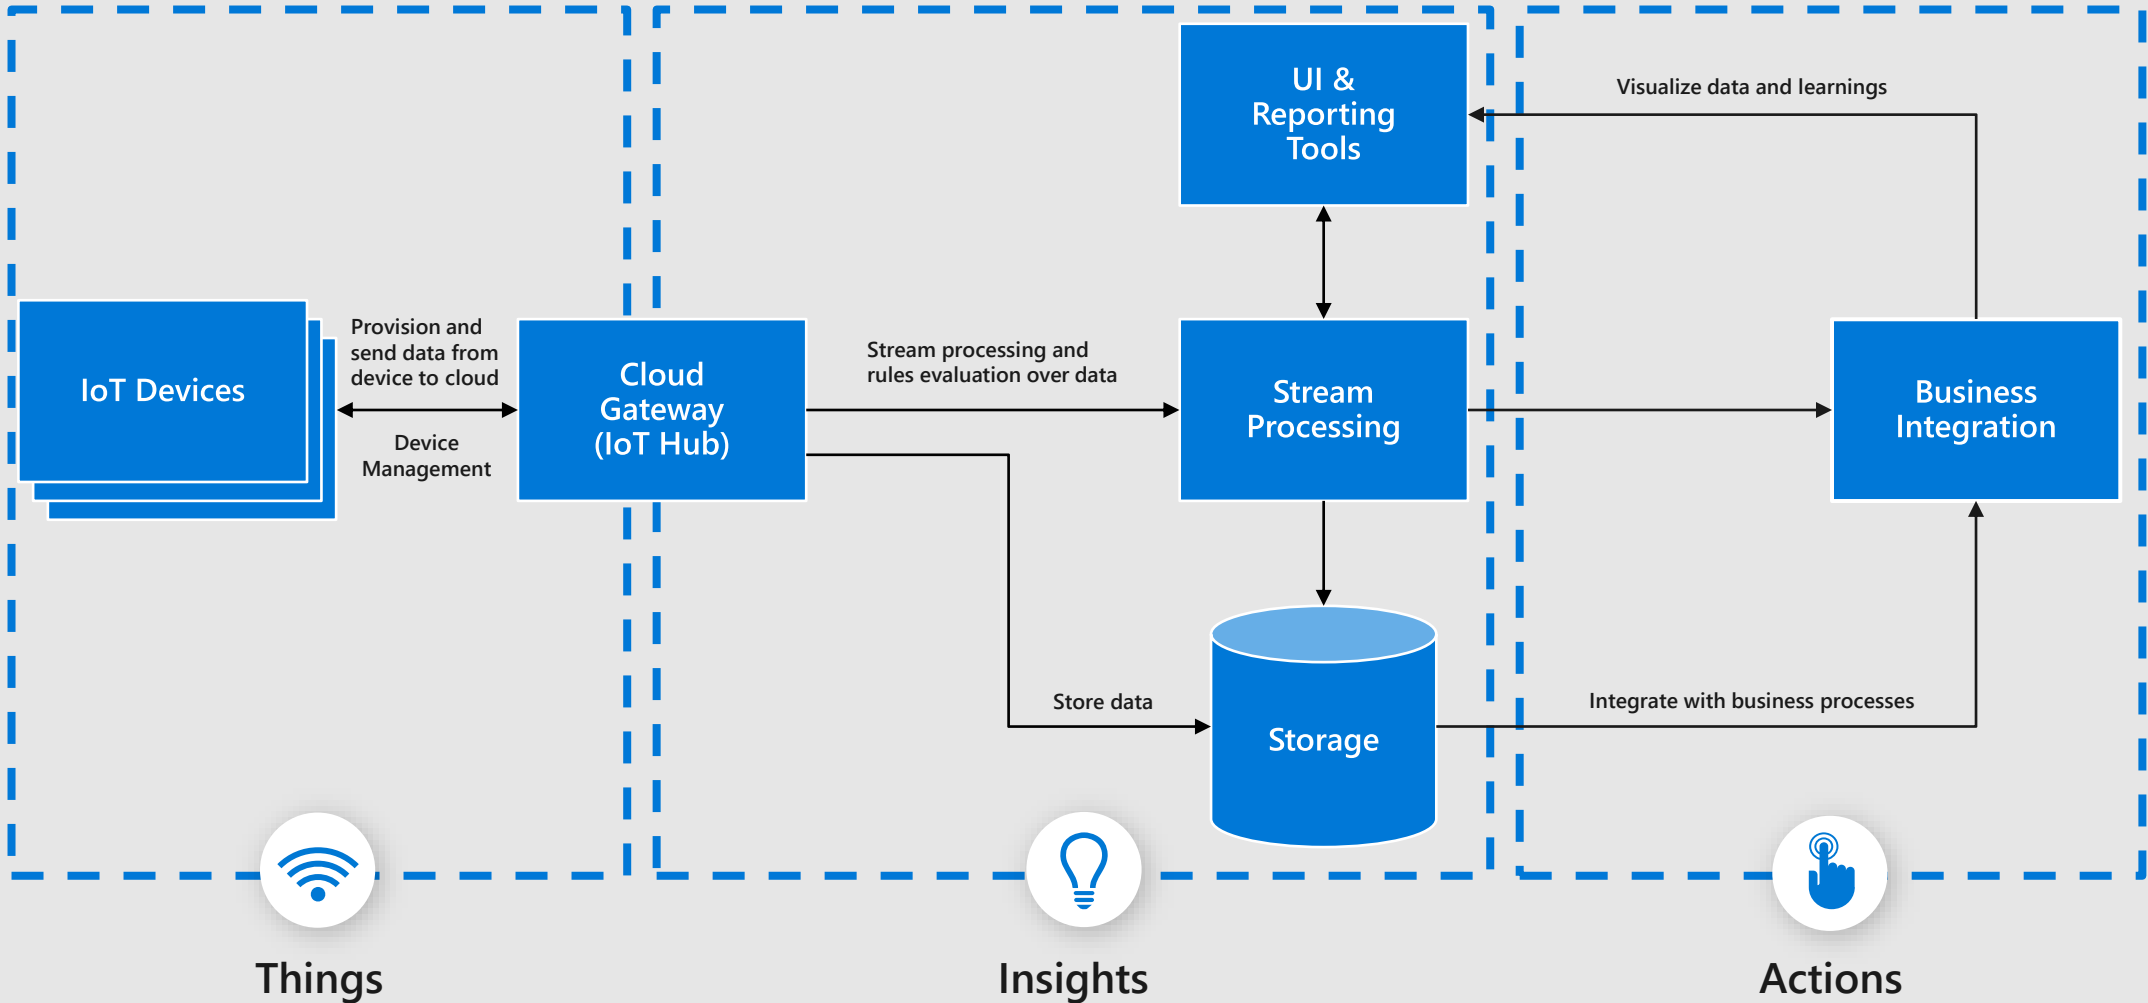 UI &
Reporting
Tools
Visualize data and learnings
IoT Devices
Provision and
send data from
device to cloud
Device
Management
Cloud
Gateway
(IoT Hub)
Stream processing and
rules evaluation over data
Stream
Processing
Business
Integration
Store data
Storage
Integrate with business processes
Things
Insights
Actions